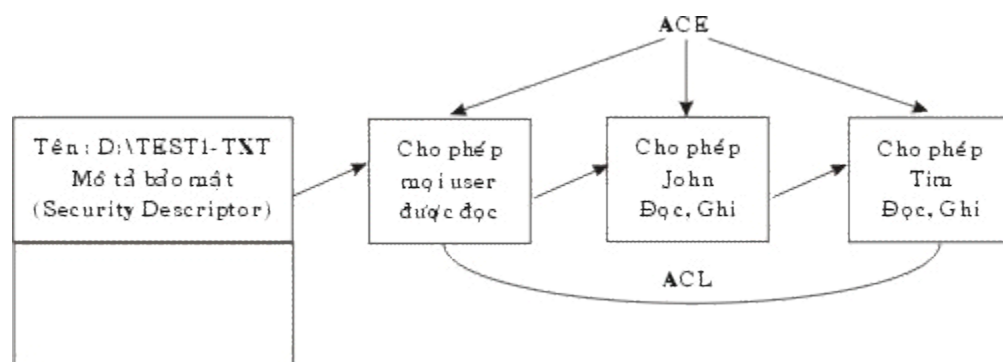 ACE
Tên: D:\TEST1-TXT
Mô tả bảo mật
(Security Descriptor)
Cho phép
mọi user
được đọc
Cho phép
John
Đọc, Ghi
Cho phép
Tim
Đọc, Ghi
ACL